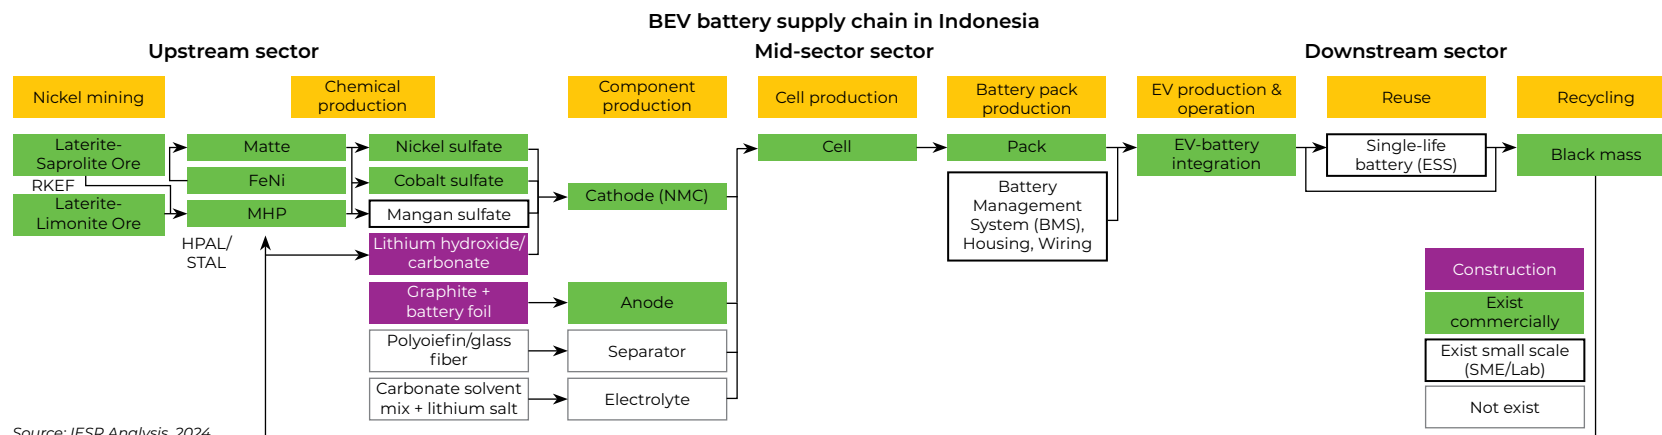 BEV battery supply chain in Indonesia
Upstream sector
Mid-sector sector
Downstream sector
Nickel mining
Chemical
production
Component
production
Cell production
Battery pack
production
EV production &
operation
Reuse
Recycling
Laterite-
Saprolite Ore
RKEF
Laterite-
Limonite Ore
Matte
FeNi
MHP
HPAL/
STAL
Nickel sulfate
Cobalt sulfate
Mangan sulfate
Lithium hydroxide/
carbonate
Graphite +
battery foil
Polyoiefin/glass
fiber
Carbonate solvent
mix + lithium salt
Cathode (NMC)
Anode
Separator
Electrolyte
Cell
Pack
Battery
Management
System (BMS),
Housing, Wiring
EV-battery
integration
Single-life
battery (ESS)
Black mass
Construction
Exist
commercially
Exist small scale
(SME/Lab)
Not exist
Source: IESR Analysis, 2024